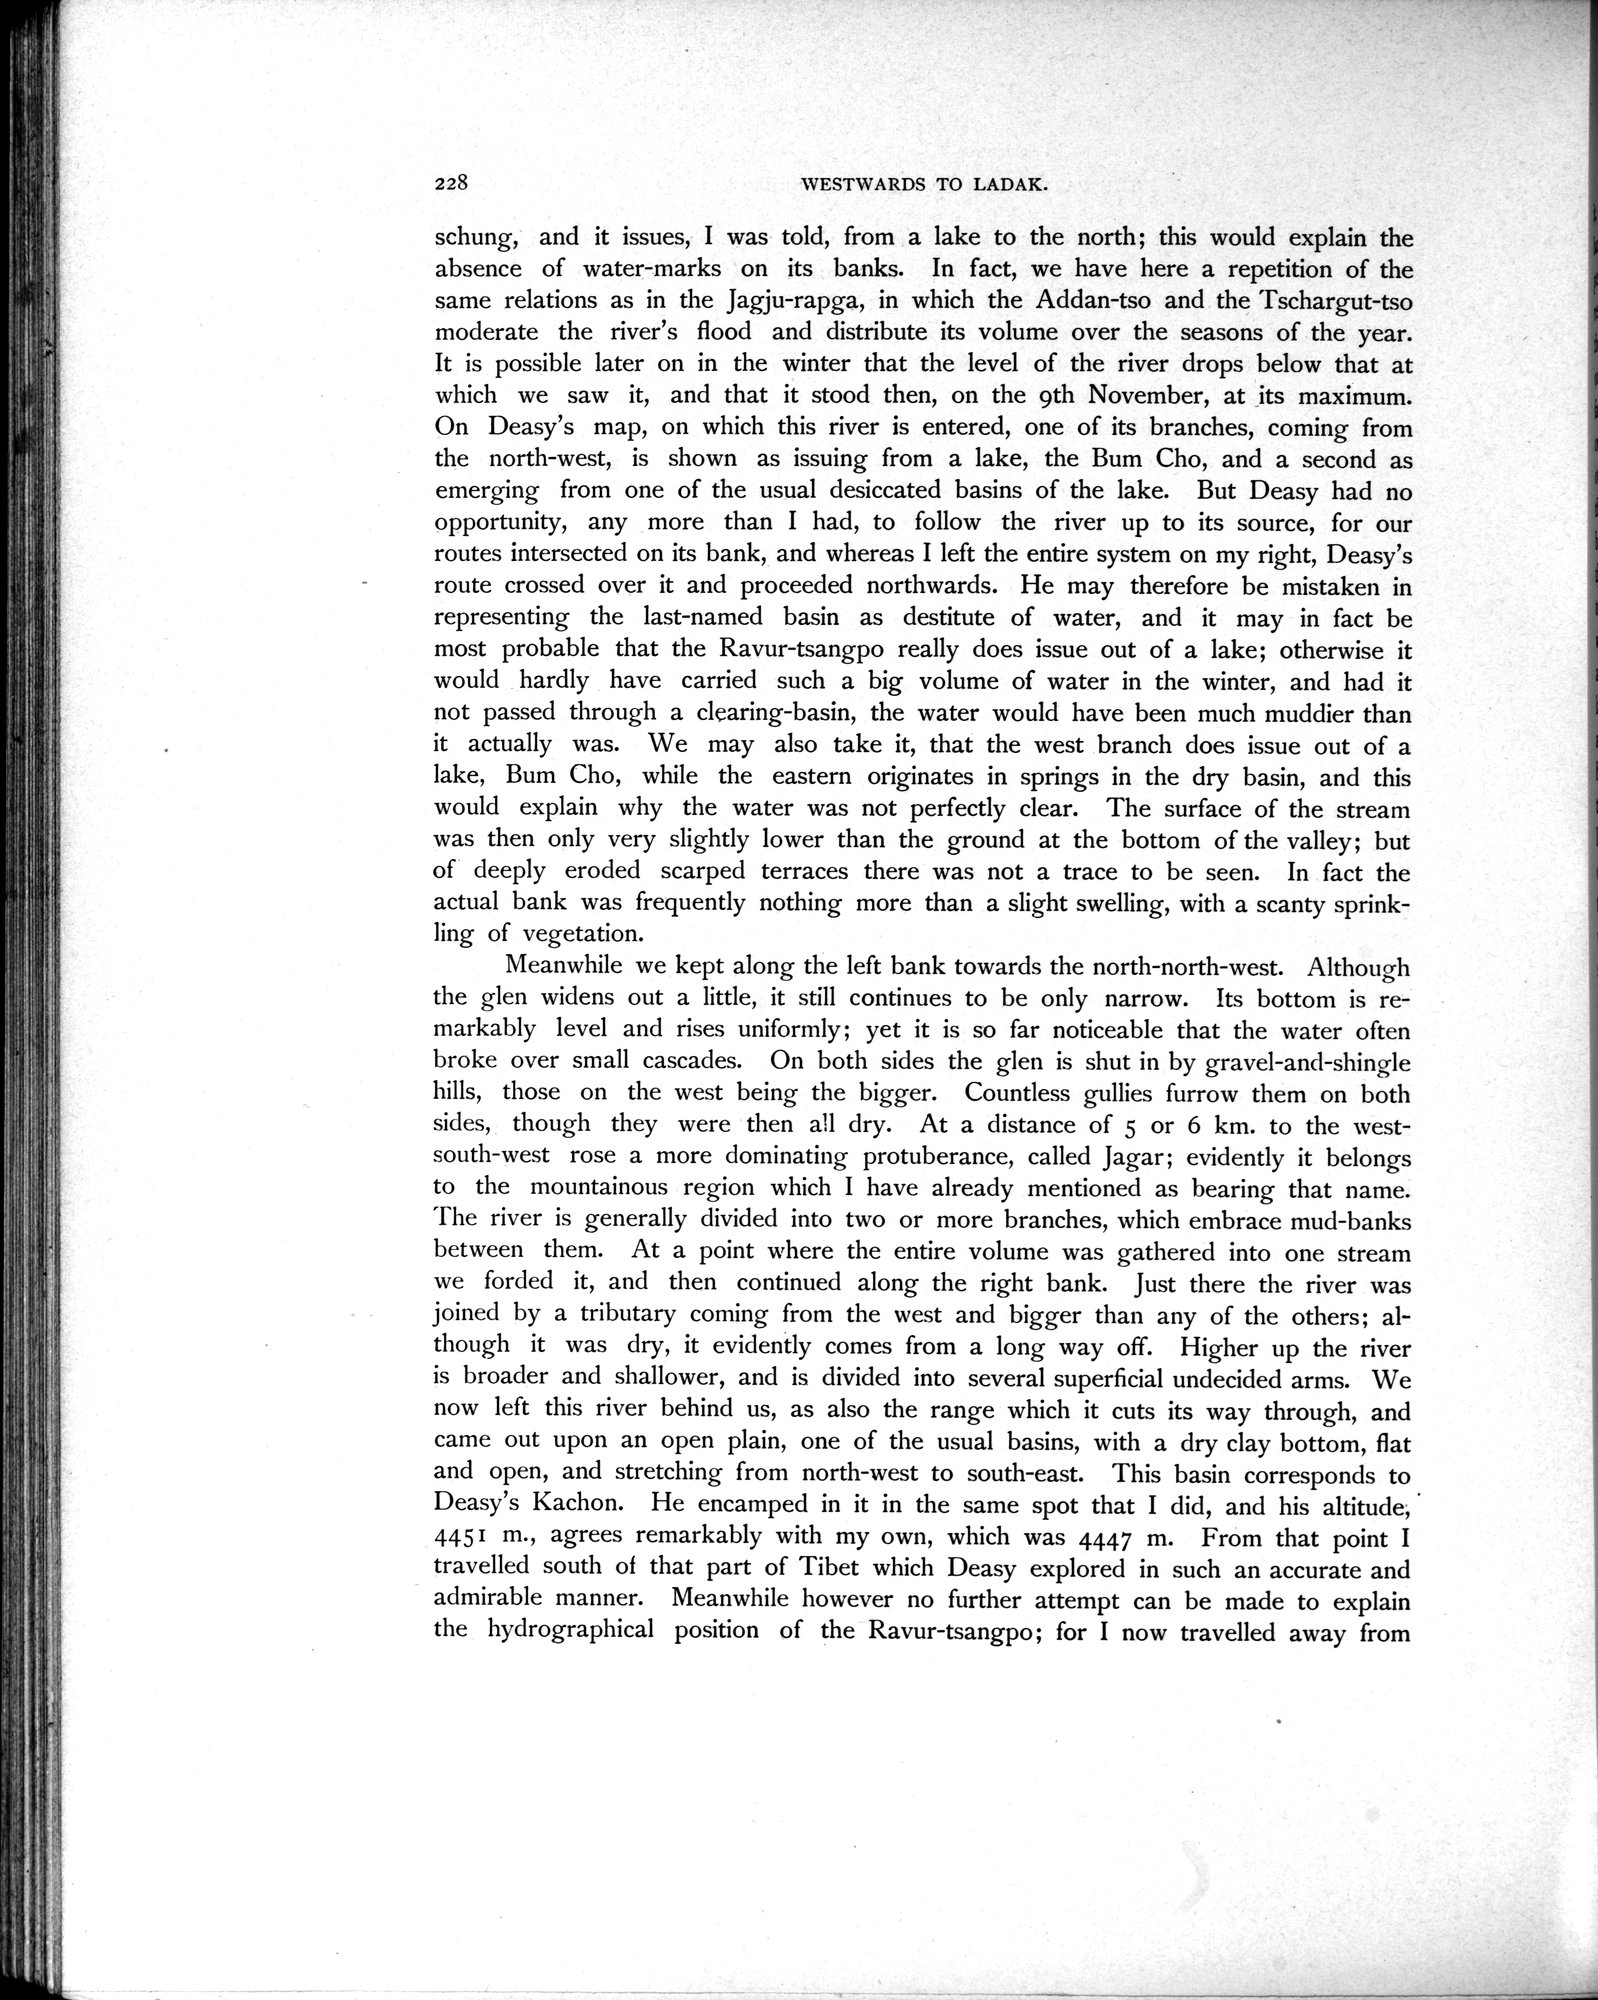 228 WESTWARDS TO LADAK.
schung, and it issues, I was told, from a lake to the north; this would explain the
absence of water-marks on its banks. In fact, we have here a repetition of the
same relations as in the Jagju-rapga, in which the Addan-tso and the Tschargut-tso
moderate the river's flood and distribute its volume over the seasons of the year.
It is possible later on in the winter that the level of the river drops below that at
which we saw it, and that it stood then, on the 9th November, at its maximum.
On Deasy's map, on which this river is entered, one of its branches, coming from
the north-west, is shown as issuing from a lake, the Bum Cho, and a second as
emerging from one of the usual desiccated basins of the lake. But Deasy had no
opportunity, any more than I had, to follow the river up to its source, for our
routes intersected on its bank, and whereas I left the entire system on my right, Deasy's
route crossed over it and proceeded northwards. He may therefore be mistaken in
representing the last-named basin as destitute of water, and it may in fact be
most probable that the Ravur-tsangpo really does issue out of a lake; otherwise it
would hardly have carried such a big volume of water in the winter, and had it
not passed through a clearing-basin, the water would have been much muddier than
it actually was. We may also take it, that the west branch does issue out of a
lake, Bum Cho, while the eastern originates in springs in the dry basin, and this
would explain why the water was not perfectly clear. The surface of the stream
was then only very slightly lower than the ground at the bottom of the valley; but
of deeply eroded scarped terraces there was not a trace to be seen. In fact the
actual bank was frequently nothing more than a slight swelling, with a scanty sprink-
ling of vegetation.
Meanwhile we kept along the left bank towards the north-north-west. Although
the glen widens out a little, it still continues to be only narrow. Its bottom is re-
markably level and rises uniformly; yet it is so far noticeable that the water often
broke over small cascades. On both sides the glen is shut in by gravel-and-shingle
hills, those on the west being the bigger. Countless gullies furrow them on both
sides, though they were then all dry. At a distance of 5 or 6 km. to the west-
south-west rose a more dominating protuberance, called Jagar; evidently it belongs
to the mountainous region which I have already mentioned as bearing that name.
The river is generally divided into two or more branches, which embrace mud-banks
between them. At a point where the entire volume was gathered into one stream
we forded it, and then continued along the right bank. Just there the river was
joined by a tributary coming from the west and bigger than any of the others; al-
though it was dry, it evidently comes from a long way off. Higher up the river
is broader and shallower, and is divided into several superficial undecided arms. We
now left this river behind us, as also the range which it cuts its way through, and
came out upon an open plain, one of the usual basins, with a dry clay bottom, flat
and open, and stretching from north-west to south-east. This basin corresponds to
Deasy's Kachon. He encamped in it in the same spot that I did, and his altitude,
4451 m., agrees remarkably with my own, which was 4447 m. From that point I
travelled south of that part of Tibet which Deasy explored in such an accurate and
admirable manner. Meanwhile however no further attempt can be made to explain
the hydrographical position of the Ravur-tsangpo; for I now travelled away from